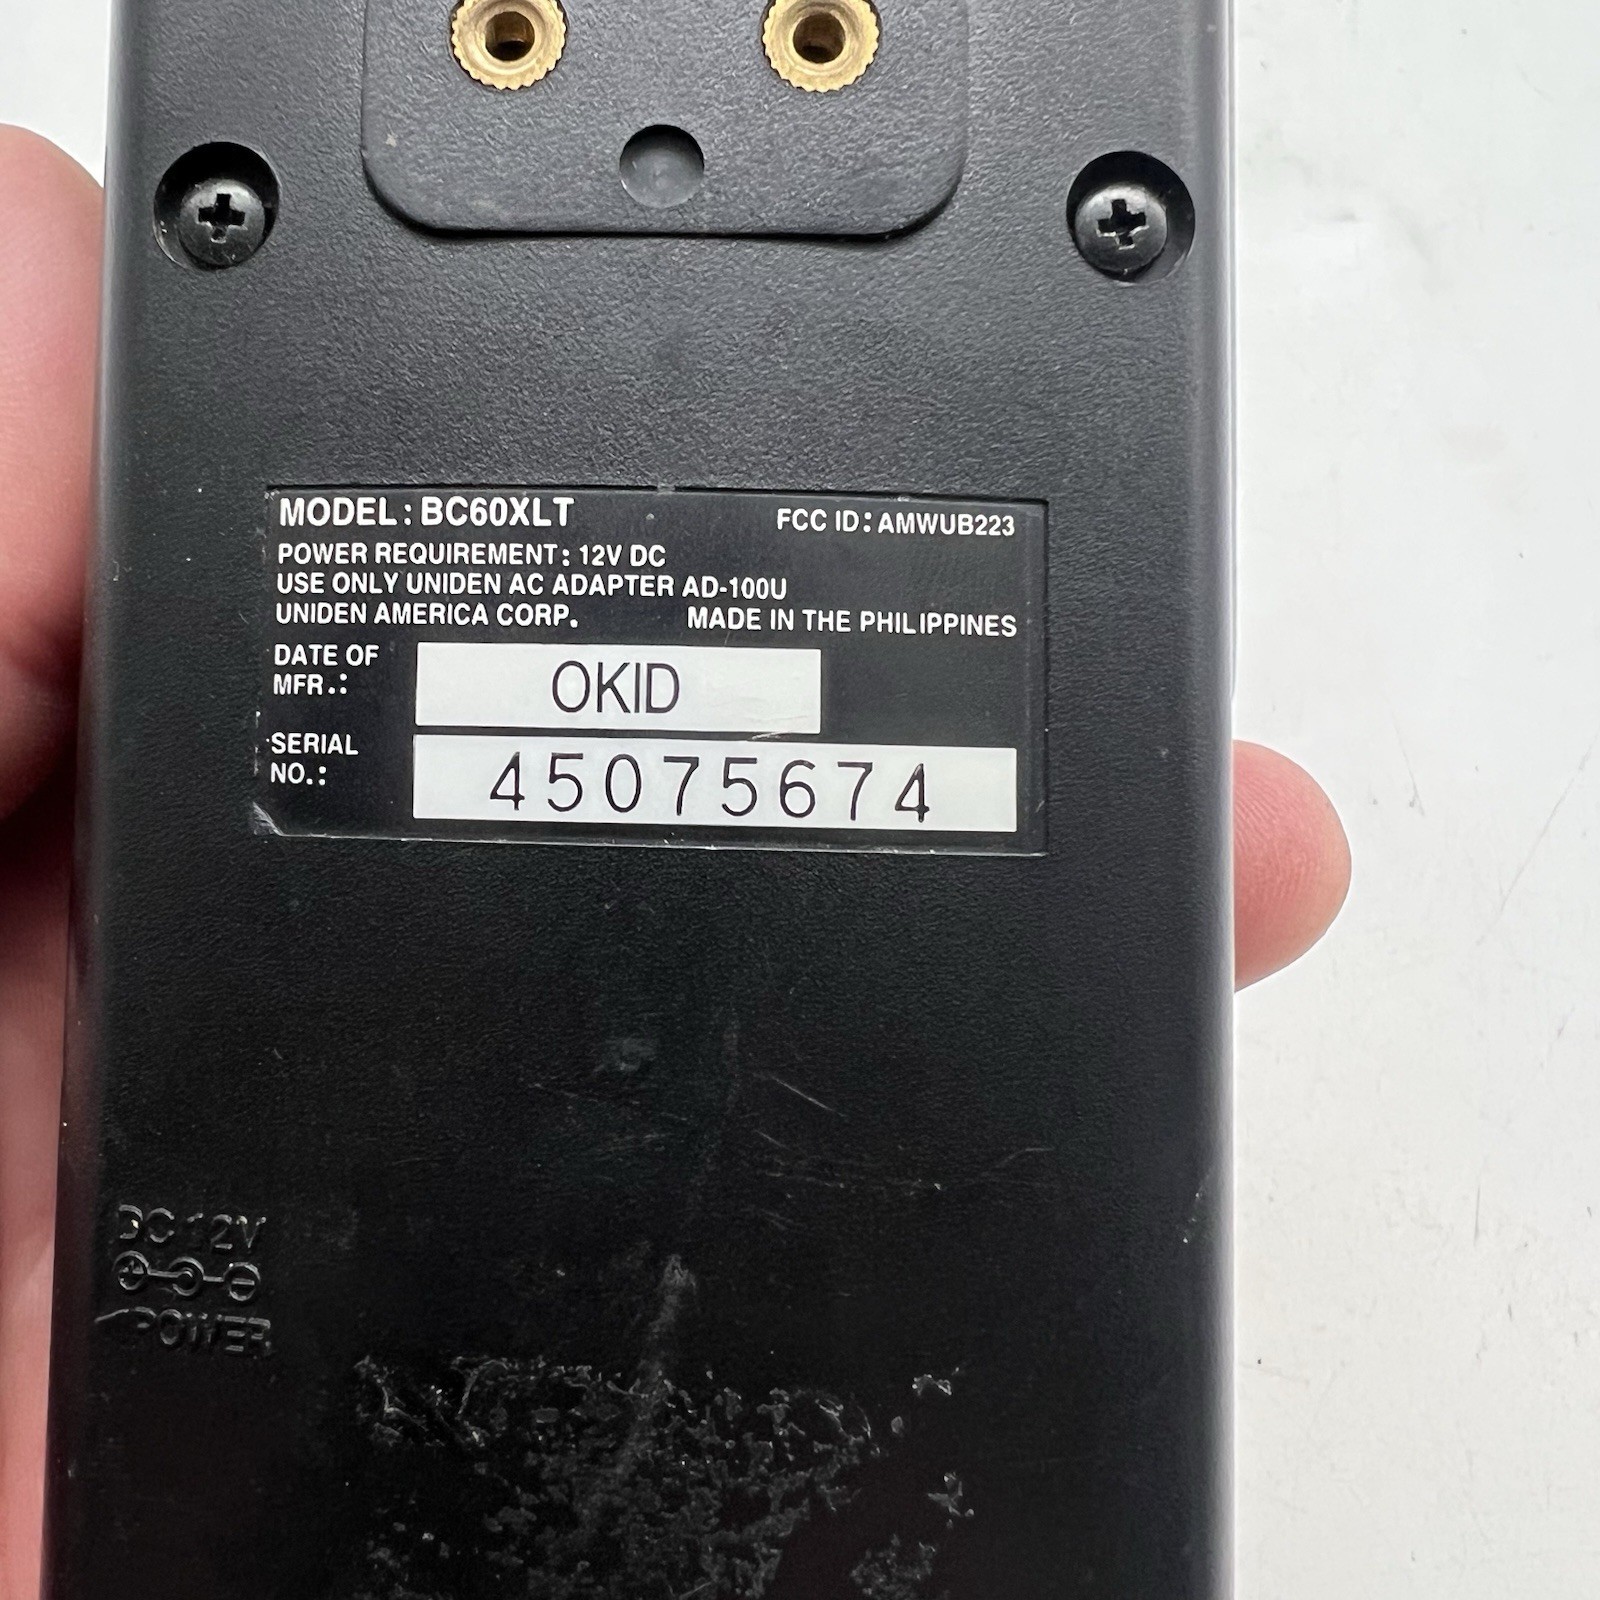 MODEL: BC60XLT
FCC ID: AMWUB223
POWER REQUIREMENT: 12V DC
USE ONLY UNIDEN AC ADAPTER AD-100U
UNIDEN AMERICA CORP.
MADE IN THE PHILIPPINES
DATE OF
MFR.:
OKID
SERIAL
NO.:
45075674
DC 12V
POWER